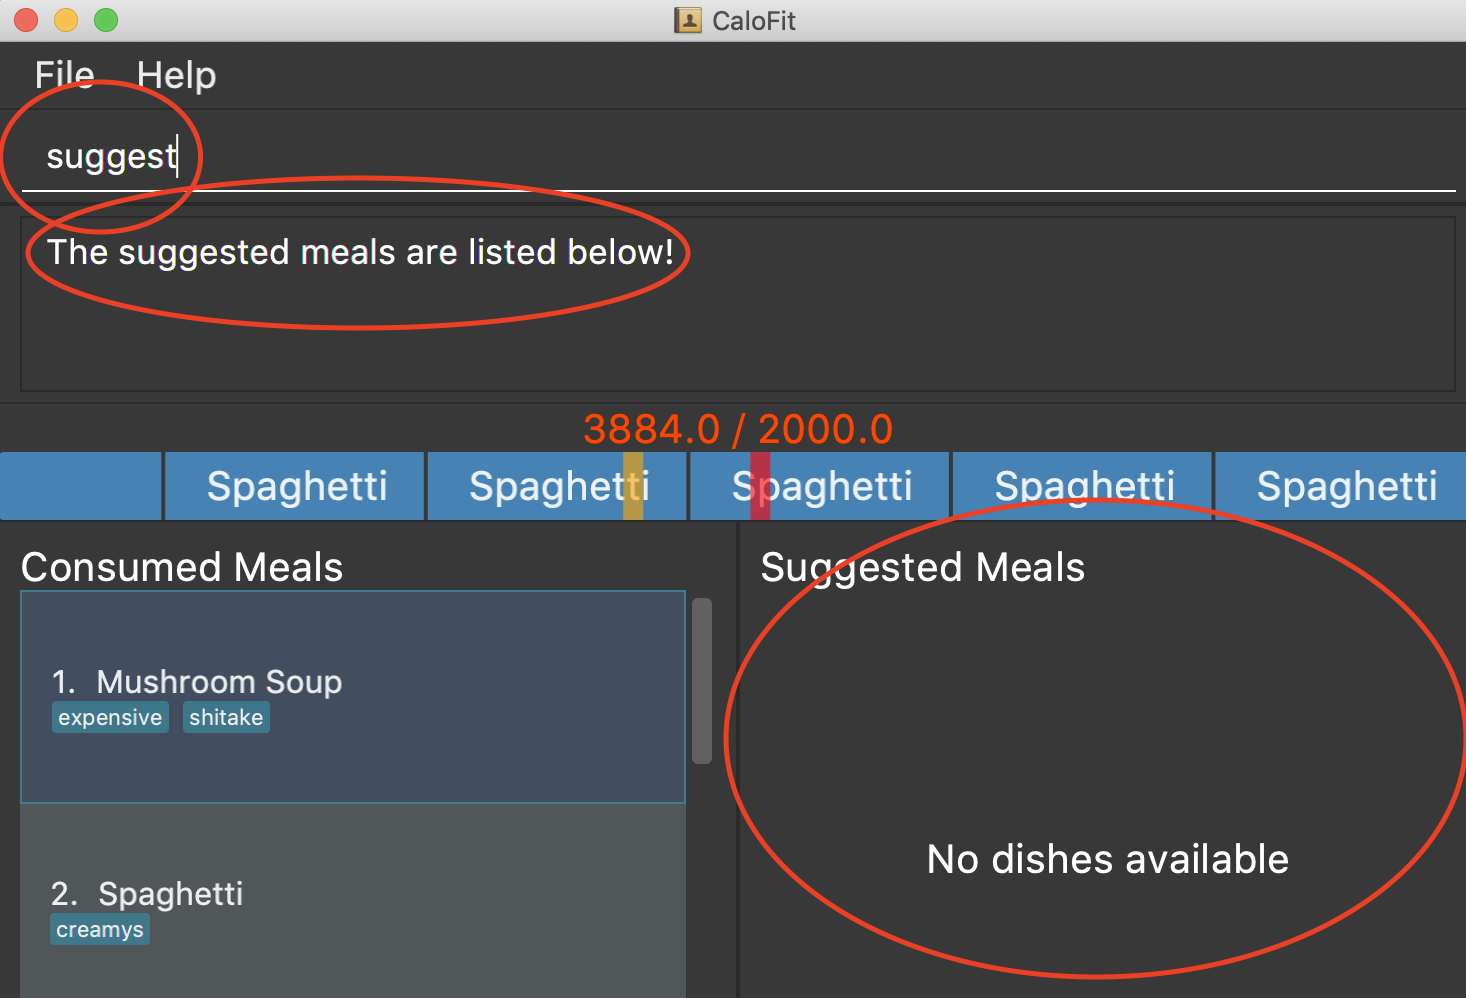 CaloFit
File Help
suggest
The suggested meals are listed below!
3884.0 / 2000.0
Spaghetti Spaghetti Spaghetti Spaghetti Spaghetti
Consumed Meals
Suggested Meals
1. Mushroom Soup
expensive shitake
No dishes available
2. Spaghetti
creamys